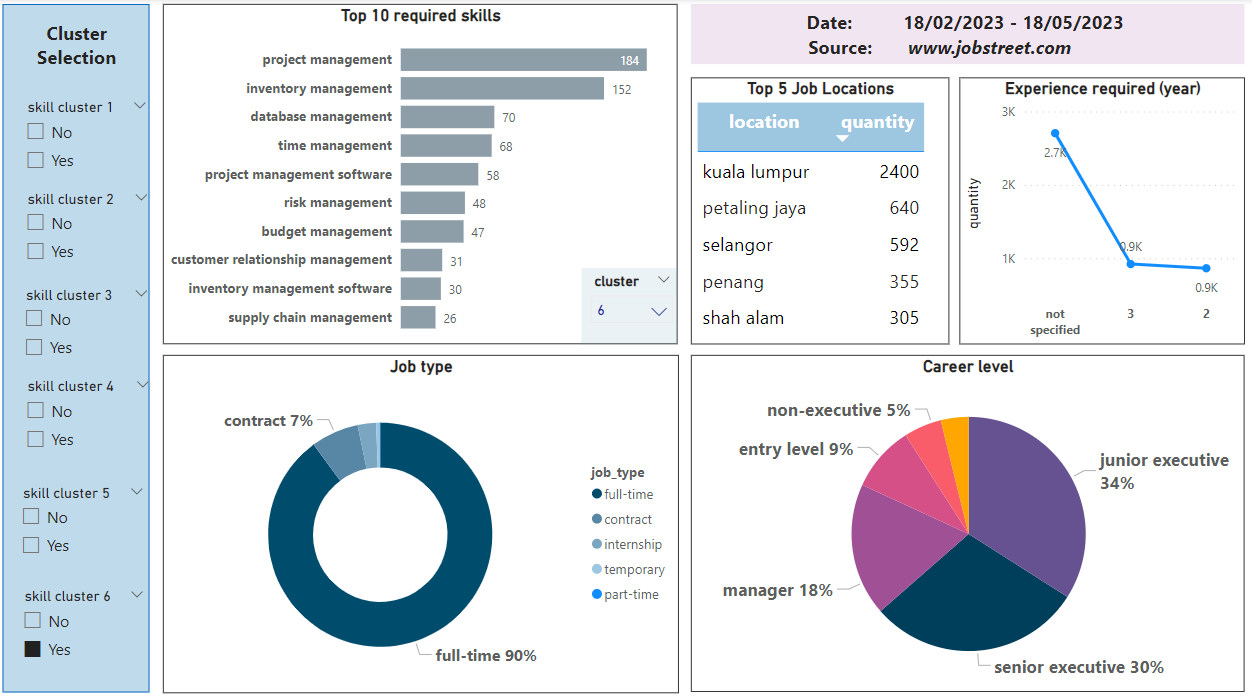 Cluster
Selection
skill cluster 1
No
Yes
skill cluster 2
No
Yes
skill cluster 3
No
Yes
skill cluster 4
No
Yes
skill cluster 5
No
Yes
skill cluster 6
No
Yes
Top 10 required skills
project management 184
inventory management 152
database management 70
time management 68
project management software 58
risk management 48
budget management 47
customer relationship management 31
inventory management software 30
supply chain management 26
cluster
6
Date: 18/02/2023 - 18/05/2023
Source: www.jobstreet.com
Top 5 Job Locations
location quantity
kuala lumpur 2400
petaling jaya 640
selangor 592
penang 355
shah alam 305
Experience required (year)
3K
2K
1K
quantity
2.7K
0.9K
0.9K
not
specified
3
2
Job type
contract 7%
full-time 90%
job_type
full-time
contract
internship
temporary
part-time
Career level
non-executive 5%
entry level 9%
manager 18%
junior executive
34%
senior executive 30%